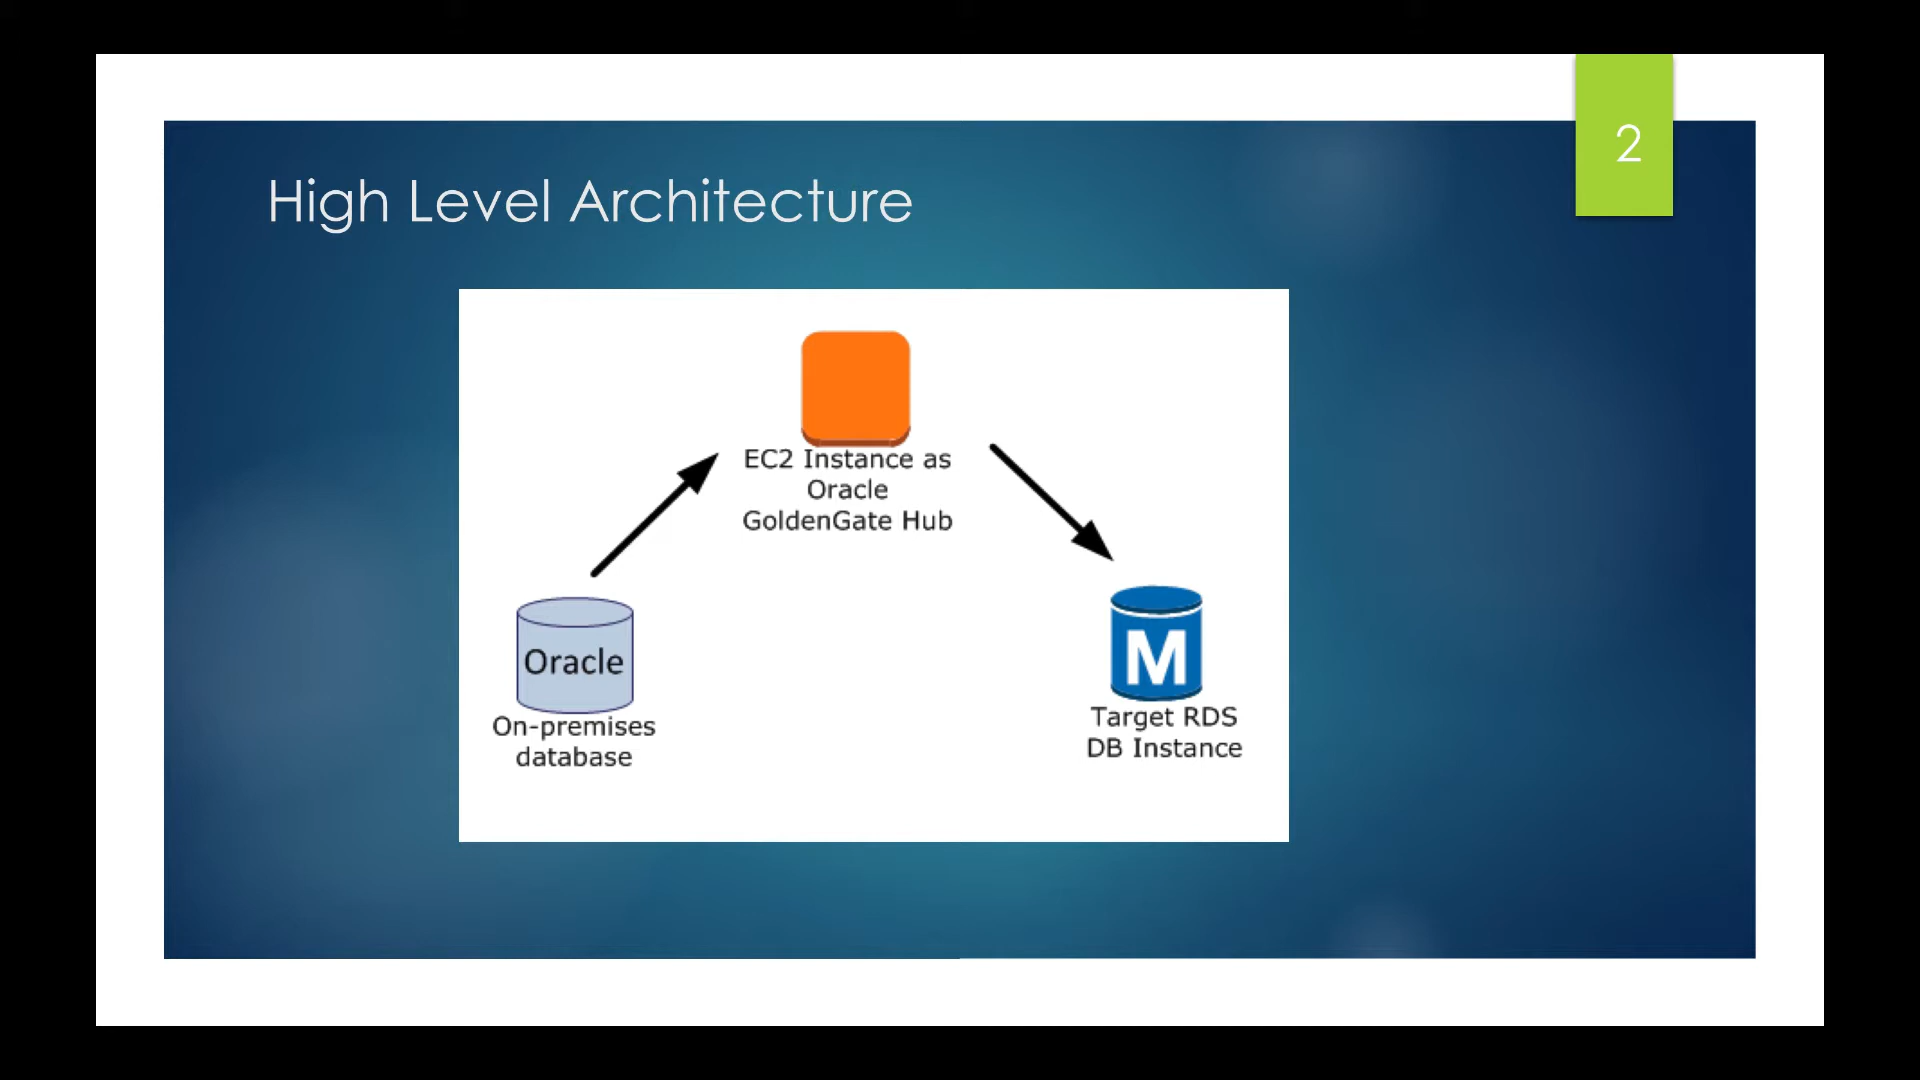 2
High Level Architecture
EC2 Instance as
Oracle
GoldenGate Hub
Oracle
On-premises
database
M
Target RDS
DB Instance